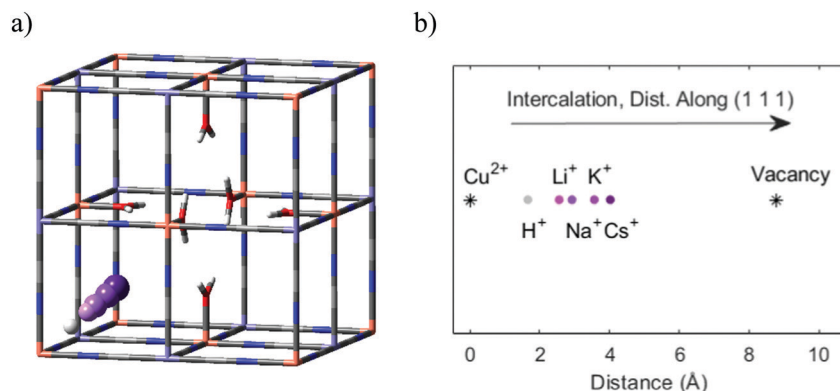 a)
b)
Intercalation, Dist. Along (1 1 1)
Cu²⁺ Li⁺ K⁺ Vacancy
H⁺ Na⁺ Cs⁺
0 2 4 6 8 10
Distance (Å)